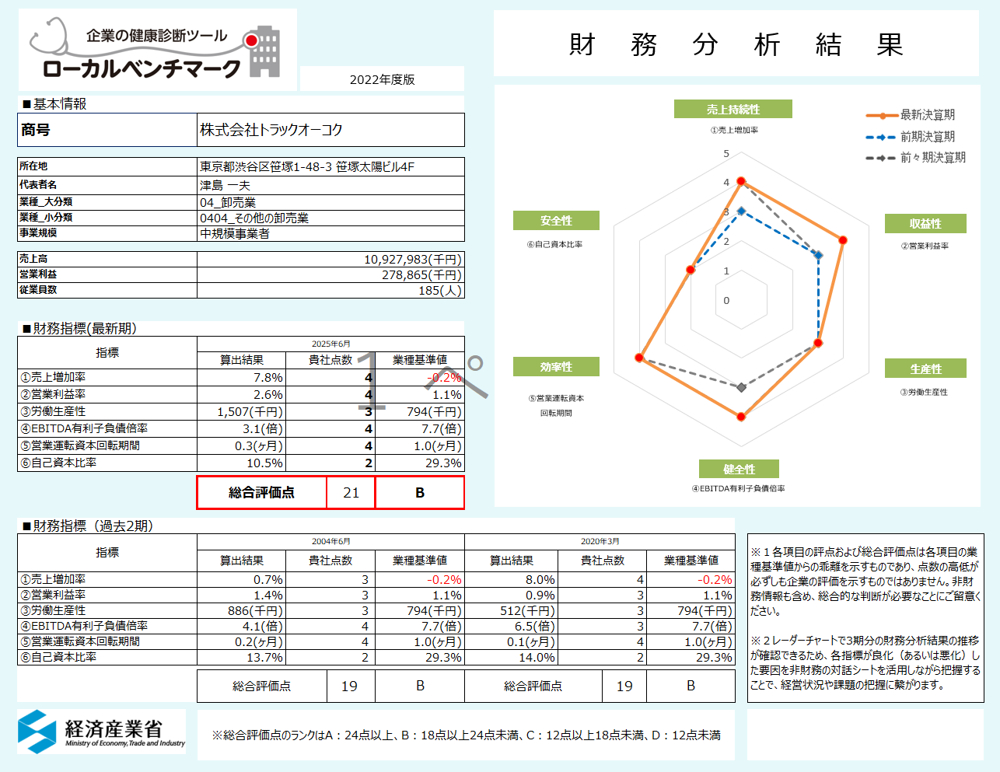 企業の健康診断ツール
ローカルベンチマーク
2022年度版
財務分析結果
■基本情報
商号 株式会社トラックオーコク
所在地 東京都渋谷区笹塚1-48-3 笹塚太陽ビル4F
代表者名 津島 一夫
業種_大分類 04_卸売業
業種_小分類 0404_その他の卸売業
事業規模 中規模事業者
売上高 10,927,983(千円)
営業利益 278,865(千円)
従業員数 185(人)
■財務指標(最新期)
指標 2025年6月
算出結果 貴社点数 業種基準値
①売上増加率 7.8% 4 -0.2%
②営業利益率 2.6% 4 1.1%
③労働生産性 1,507(千円) 3 794(千円)
④EBITDA有利子負債倍率 3.1(倍) 4 7.7(倍)
⑤営業運転資本回転期間 0.3(ヶ月) 4 1.0(ヶ月)
⑥自己資本比率 10.5% 2 29.3%
総合評価点 21 B
1 ペ
売上持続性
①売上増加率
最新決算期
前期決算期
前々期決算期
5
4
3
2
1
0
収益性
②営業利益率
生産性
③労働生産性
健全性
④EBITDA有利子負債倍率
効率性
⑤営業運転資本
回転期間
安全性
⑥自己資本比率
■財務指標（過去2期）
指標 2004年6月 2020年3月
算出結果 貴社点数 業種基準値 算出結果 貴社点数 業種基準値
①売上増加率 0.7% 3 -0.2% 8.0% 4 -0.2%
②営業利益率 1.4% 3 1.1% 0.9% 3 1.1%
③労働生産性 886(千円) 3 794(千円) 512(千円) 3 794(千円)
④EBITDA有利子負債倍率 4.1(倍) 4 7.7(倍) 6.5(倍) 3 7.7(倍)
⑤営業運転資本回転期間 0.2(ヶ月) 4 1.0(ヶ月) 0.1(ヶ月) 4 1.0(ヶ月)
⑥自己資本比率 13.7% 2 29.3% 14.0% 2 29.3%
総合評価点 19 B 総合評価点 19 B
※１各項目の評点および総合評価点は各項目の業
種基準値からの乖離を示すものであり、点数の高低が
必ずしも企業の評価を示すものではありません。非財
務情報も含め、総合的な判断が必要なことにご留意く
ださい。
※２レーダーチャートで3期分の財務分析結果の推移
が確認できるため、各指標が良化（あるいは悪化）し
た要因を非財務の対話シートを活用しながら把握する
ことで、経営状況や課題の把握に繋がります。
経済産業省
Ministry of Economy, Trade and Industry
※総合評価点のランクはA：24点以上、B：18点以上24点未満、C：12点以上18点未満、D：12点未満